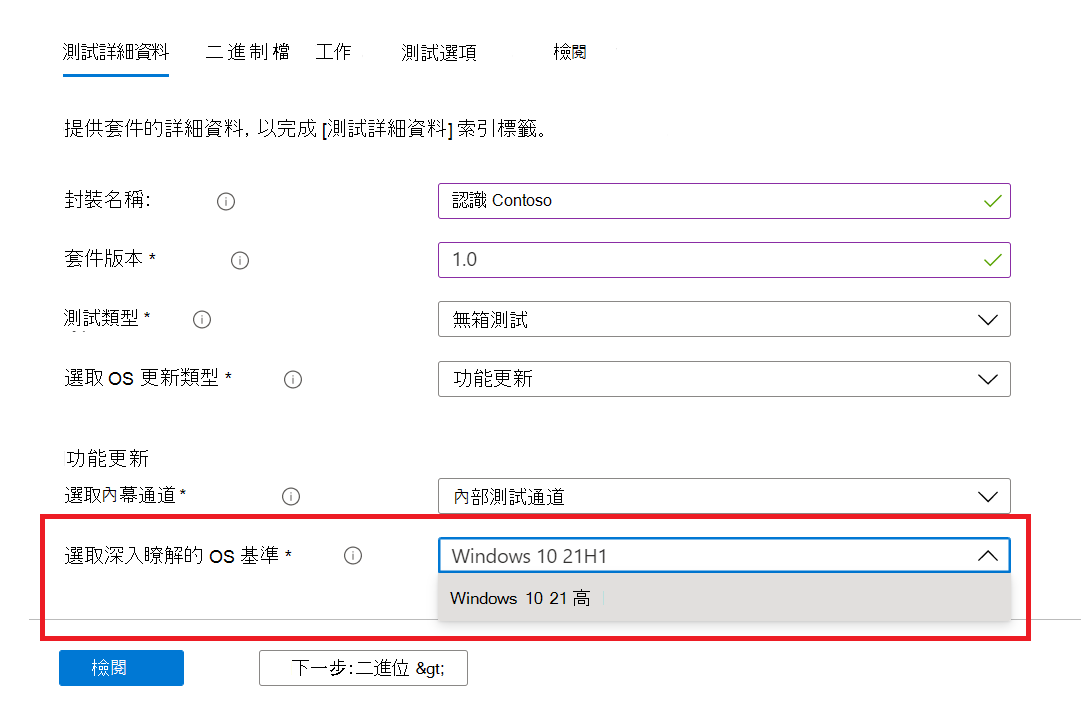 測試詳細資料 二進制檔 工作 測試選項 檢閱
提供套件的詳細資料, 以完成 [測試詳細資料] 索引標籤。
封裝名稱: 認識 Contoso
套件版本 * 1.0
測試類型 * 無箱測試
選取 OS 更新類型 * 功能更新
功能更新
選取內幕通道 * 內部測試通道
選取深入瞭解的 OS 基準 * Windows 10 21H1
Windows 10 21 高
檢閱 下一步:二進位 &gt;